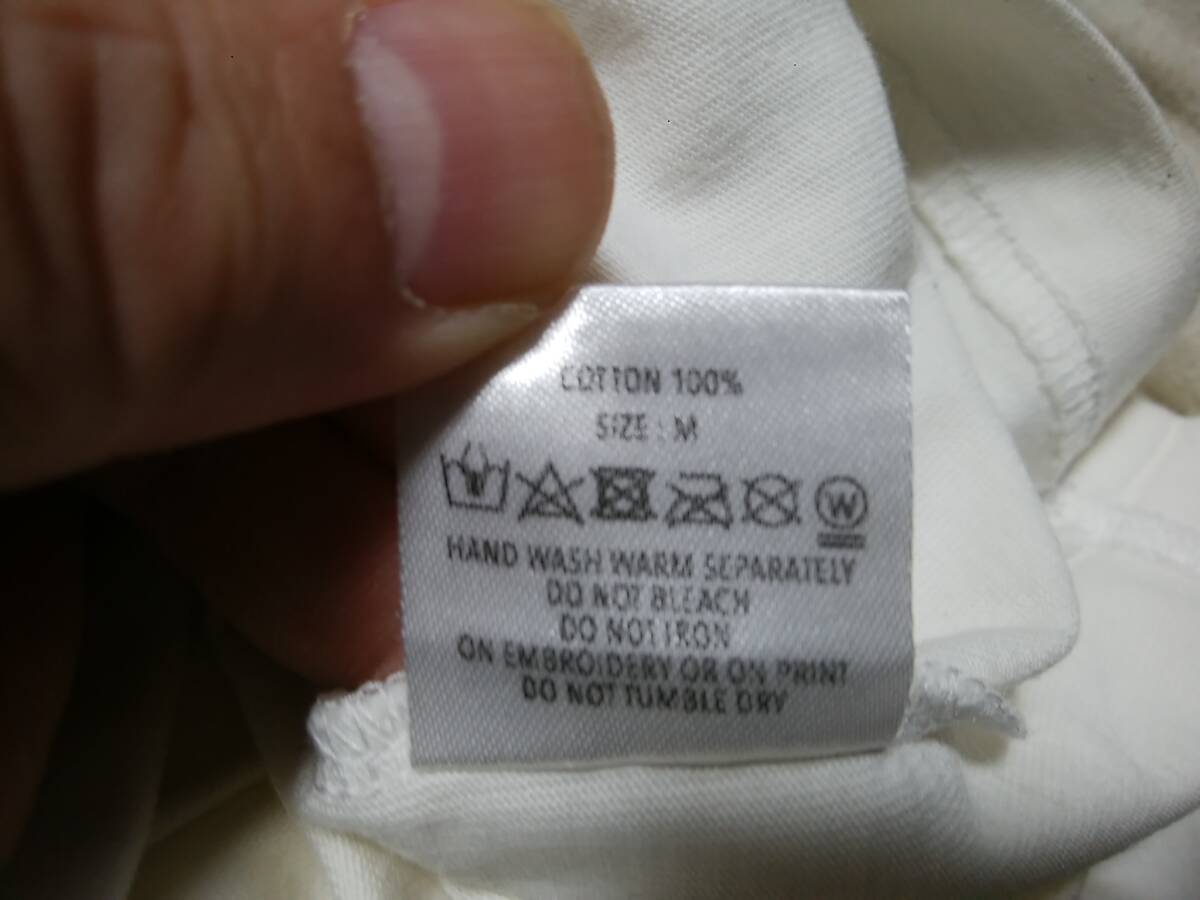 COTTON 100%
SIZE : M
W
HAND WASH WARM SEPARATELY
DO NOT BLEACH
DO NOT IRON
ON EMBROIDERY OR ON PRINT
DO NOT TUMBLE DRY